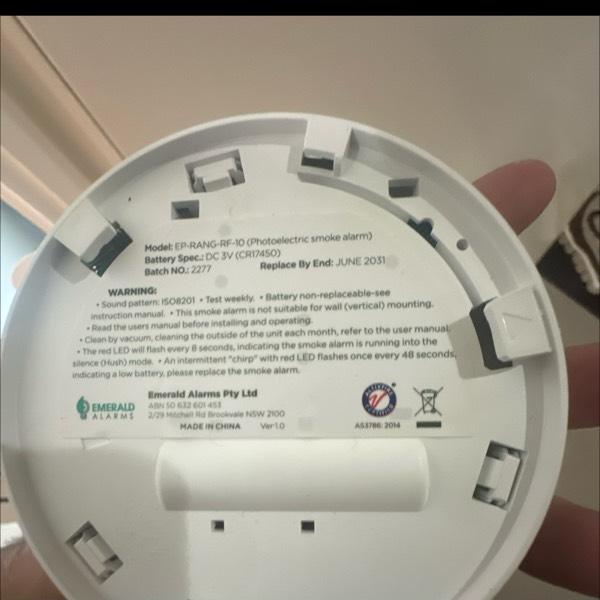 Model: EP-RANG-RF-10 (Photoelectric smoke alarm)
Battery Spec.: DC 3V (CR17450)
Batch NO.: 2277 Replace By End: JUNE 2031
WARNING:
• Sound pattern: ISO8201 • Test weekly. • Battery non-replaceable-see
instruction manual. • This smoke alarm is not suitable for wall (vertical) mounting.
• Read the users manual before installing and operating.
• Clean by vacuum, cleaning the outside of the unit each month, refer to the user manual.
• The red LED will flash every 8 seconds, indicating the smoke alarm is running into the
silence (Hush) mode. • An intermittent "chirp" with red LED flashes once every 48 seconds,
indicating a low battery, please replace the smoke alarm.
Emerald Alarms Pty Ltd
ABN 50 632 601 453
2/29 Mitchell Rd Brookvale NSW 2100
MADE IN CHINA Ver1.0
EMERALD
ALARMS
AS3786: 2014